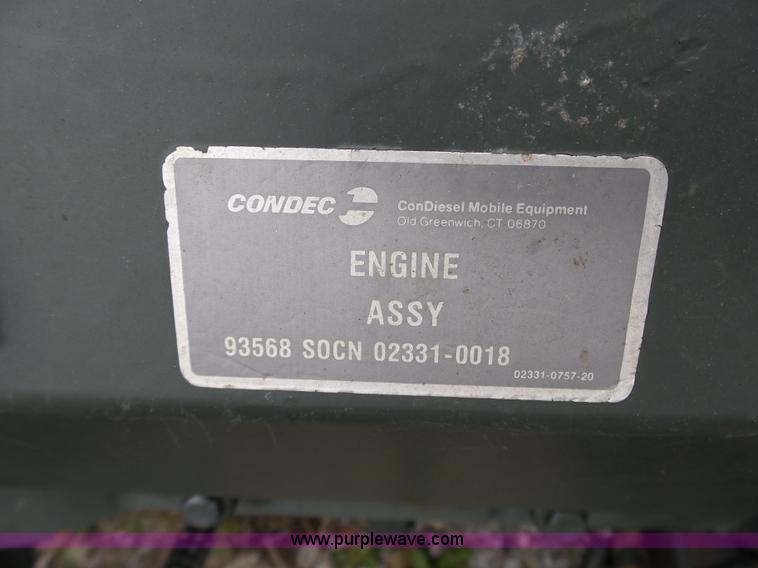 CONDEC
ConDiesel Mobile Equipment
Old Greenwich, CT 06870
ENGINE
ASSY
93568 SOCN 02331-0018
02331-0757-20
www.purplewave.com